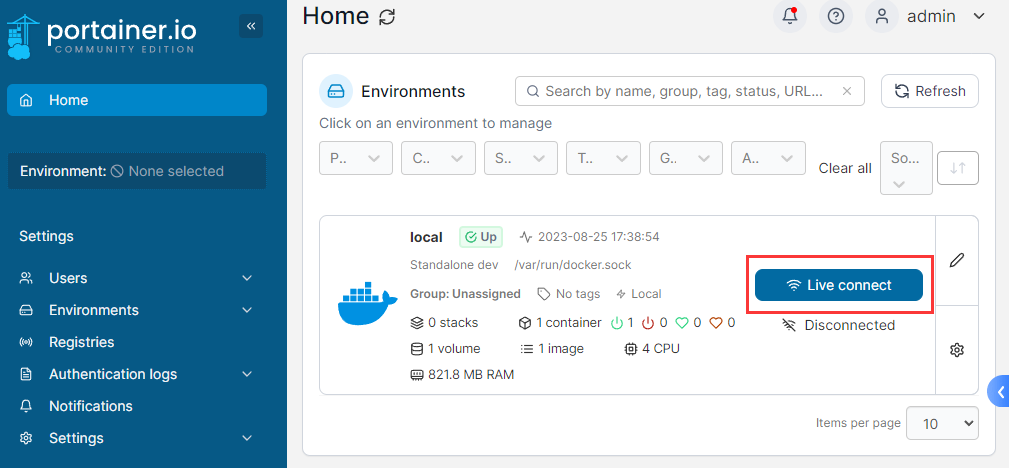 portainer.io
COMMUNITY EDITION
Home
Environment: None selected
Settings
Users
Environments
Registries
Authentication logs
Notifications
Settings
Home
admin
Environments
Search by name, group, tag, status, URL...
Refresh
Click on an environment to manage
P.. C.. S.. T.. G.. A.. Clear all So...
local Up 2023-08-25 17:38:54
Standalone dev /var/run/docker.sock
Group: Unassigned No tags Local
Live connect
0 stacks 1 container 1 0 0 0
Disconnected
1 volume 1 image 4 CPU
821.8 MB RAM
Items per page 10